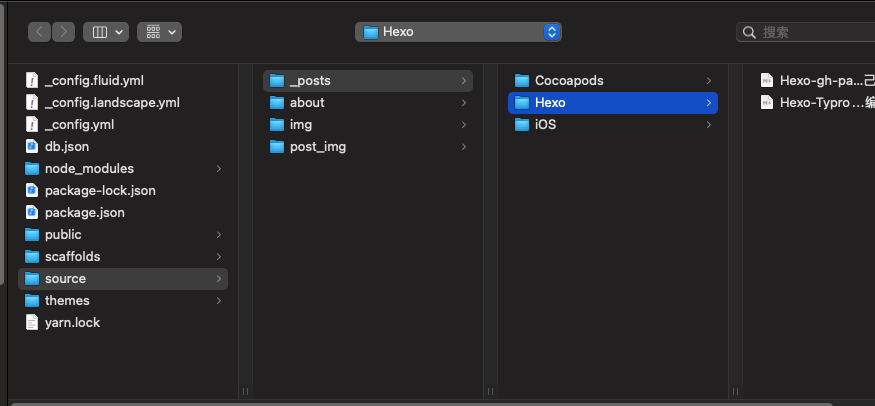 Hexo
搜索
_config.fluid.yml
_config.landscape.yml
_config.yml
db.json
node_modules
package-lock.json
package.json
public
scaffolds
source
themes
yarn.lock
_posts
about
img
post_img
Cocoapods
Hexo
iOS
Hexo-gh-pa...己
Hexo-Typro ...编